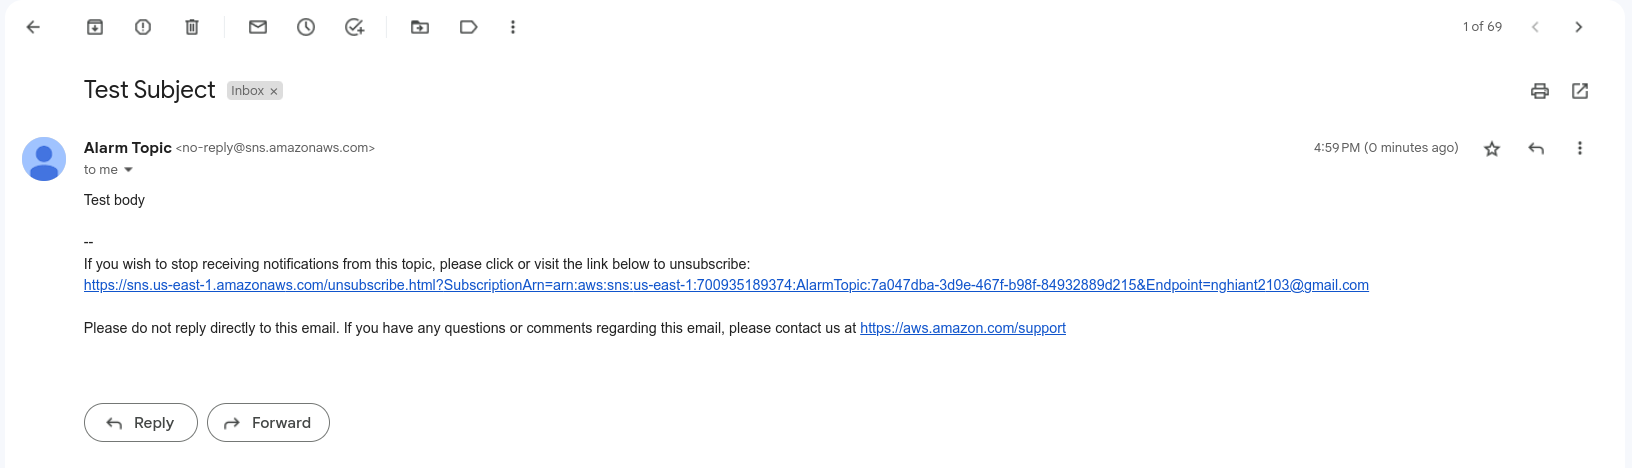 1 of 69
Test Subject Inbox ×
Alarm Topic <no-reply@sns.amazonaws.com> 4:59 PM (0 minutes ago)
to me
Test body
--
If you wish to stop receiving notifications from this topic, please click or visit the link below to unsubscribe:
https://sns.us-east-1.amazonaws.com/unsubscribe.html?SubscriptionArn=arn:aws:sns:us-east-1:700935189374:AlarmTopic:7a047dba-3d9e-467f-b98f-84932889d215&Endpoint=nghiant2103@gmail.com
Please do not reply directly to this email. If you have any questions or comments regarding this email, please contact us at https://aws.amazon.com/support
Reply Forward